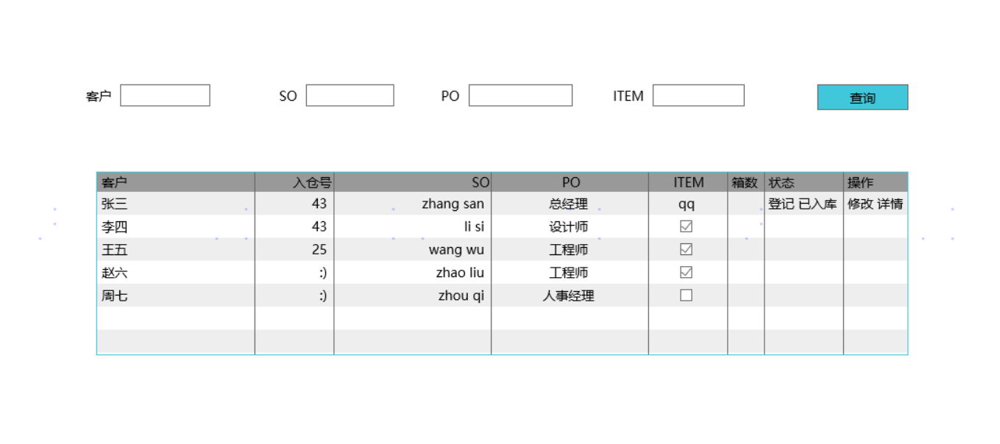 客户 SO PO ITEM 查询
客户 入仓号 SO PO ITEM 箱数 状态 操作
张三 43 zhang san 总经理 qq 登记 已入库 修改 详情
李四 43 li si 设计师
王五 25 wang wu 工程师
赵六 :) zhao liu 工程师
周七 :) zhou qi 人事经理